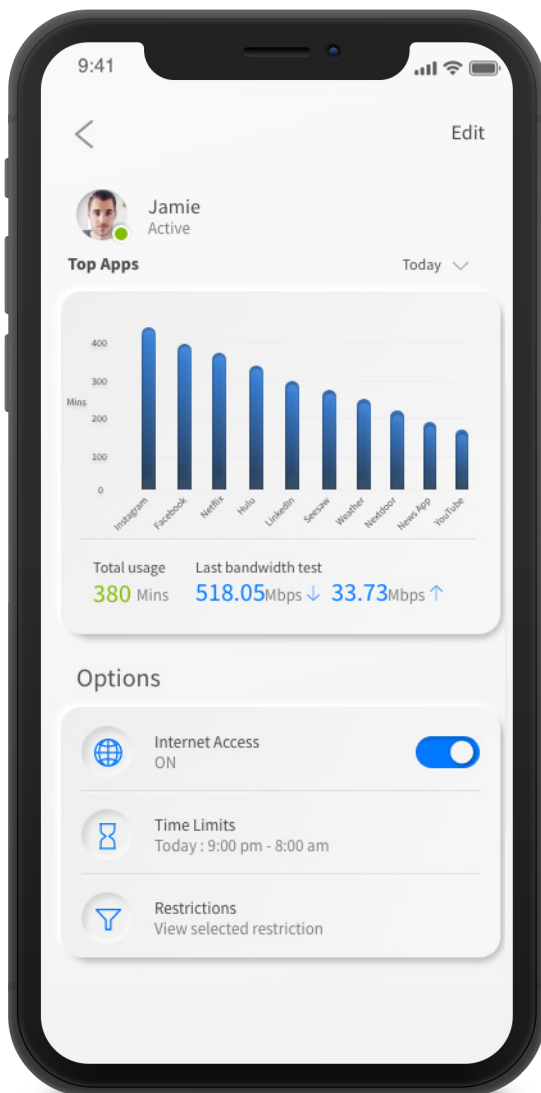 9:41
Edit
Jamie
Active
Top Apps
Today
400
300
Mins
200
100
0
Instagram
Facebook
Netflix
Hulu
LinkedIn
Seesaw
Weather
Nextdoor
News App
YouTube
Total usage
Last bandwidth test
380 Mins
518.05Mbps ↓ 33.73Mbps ↑
Options
Internet Access
ON
Time Limits
Today : 9:00 pm - 8:00 am
Restrictions
View selected restriction